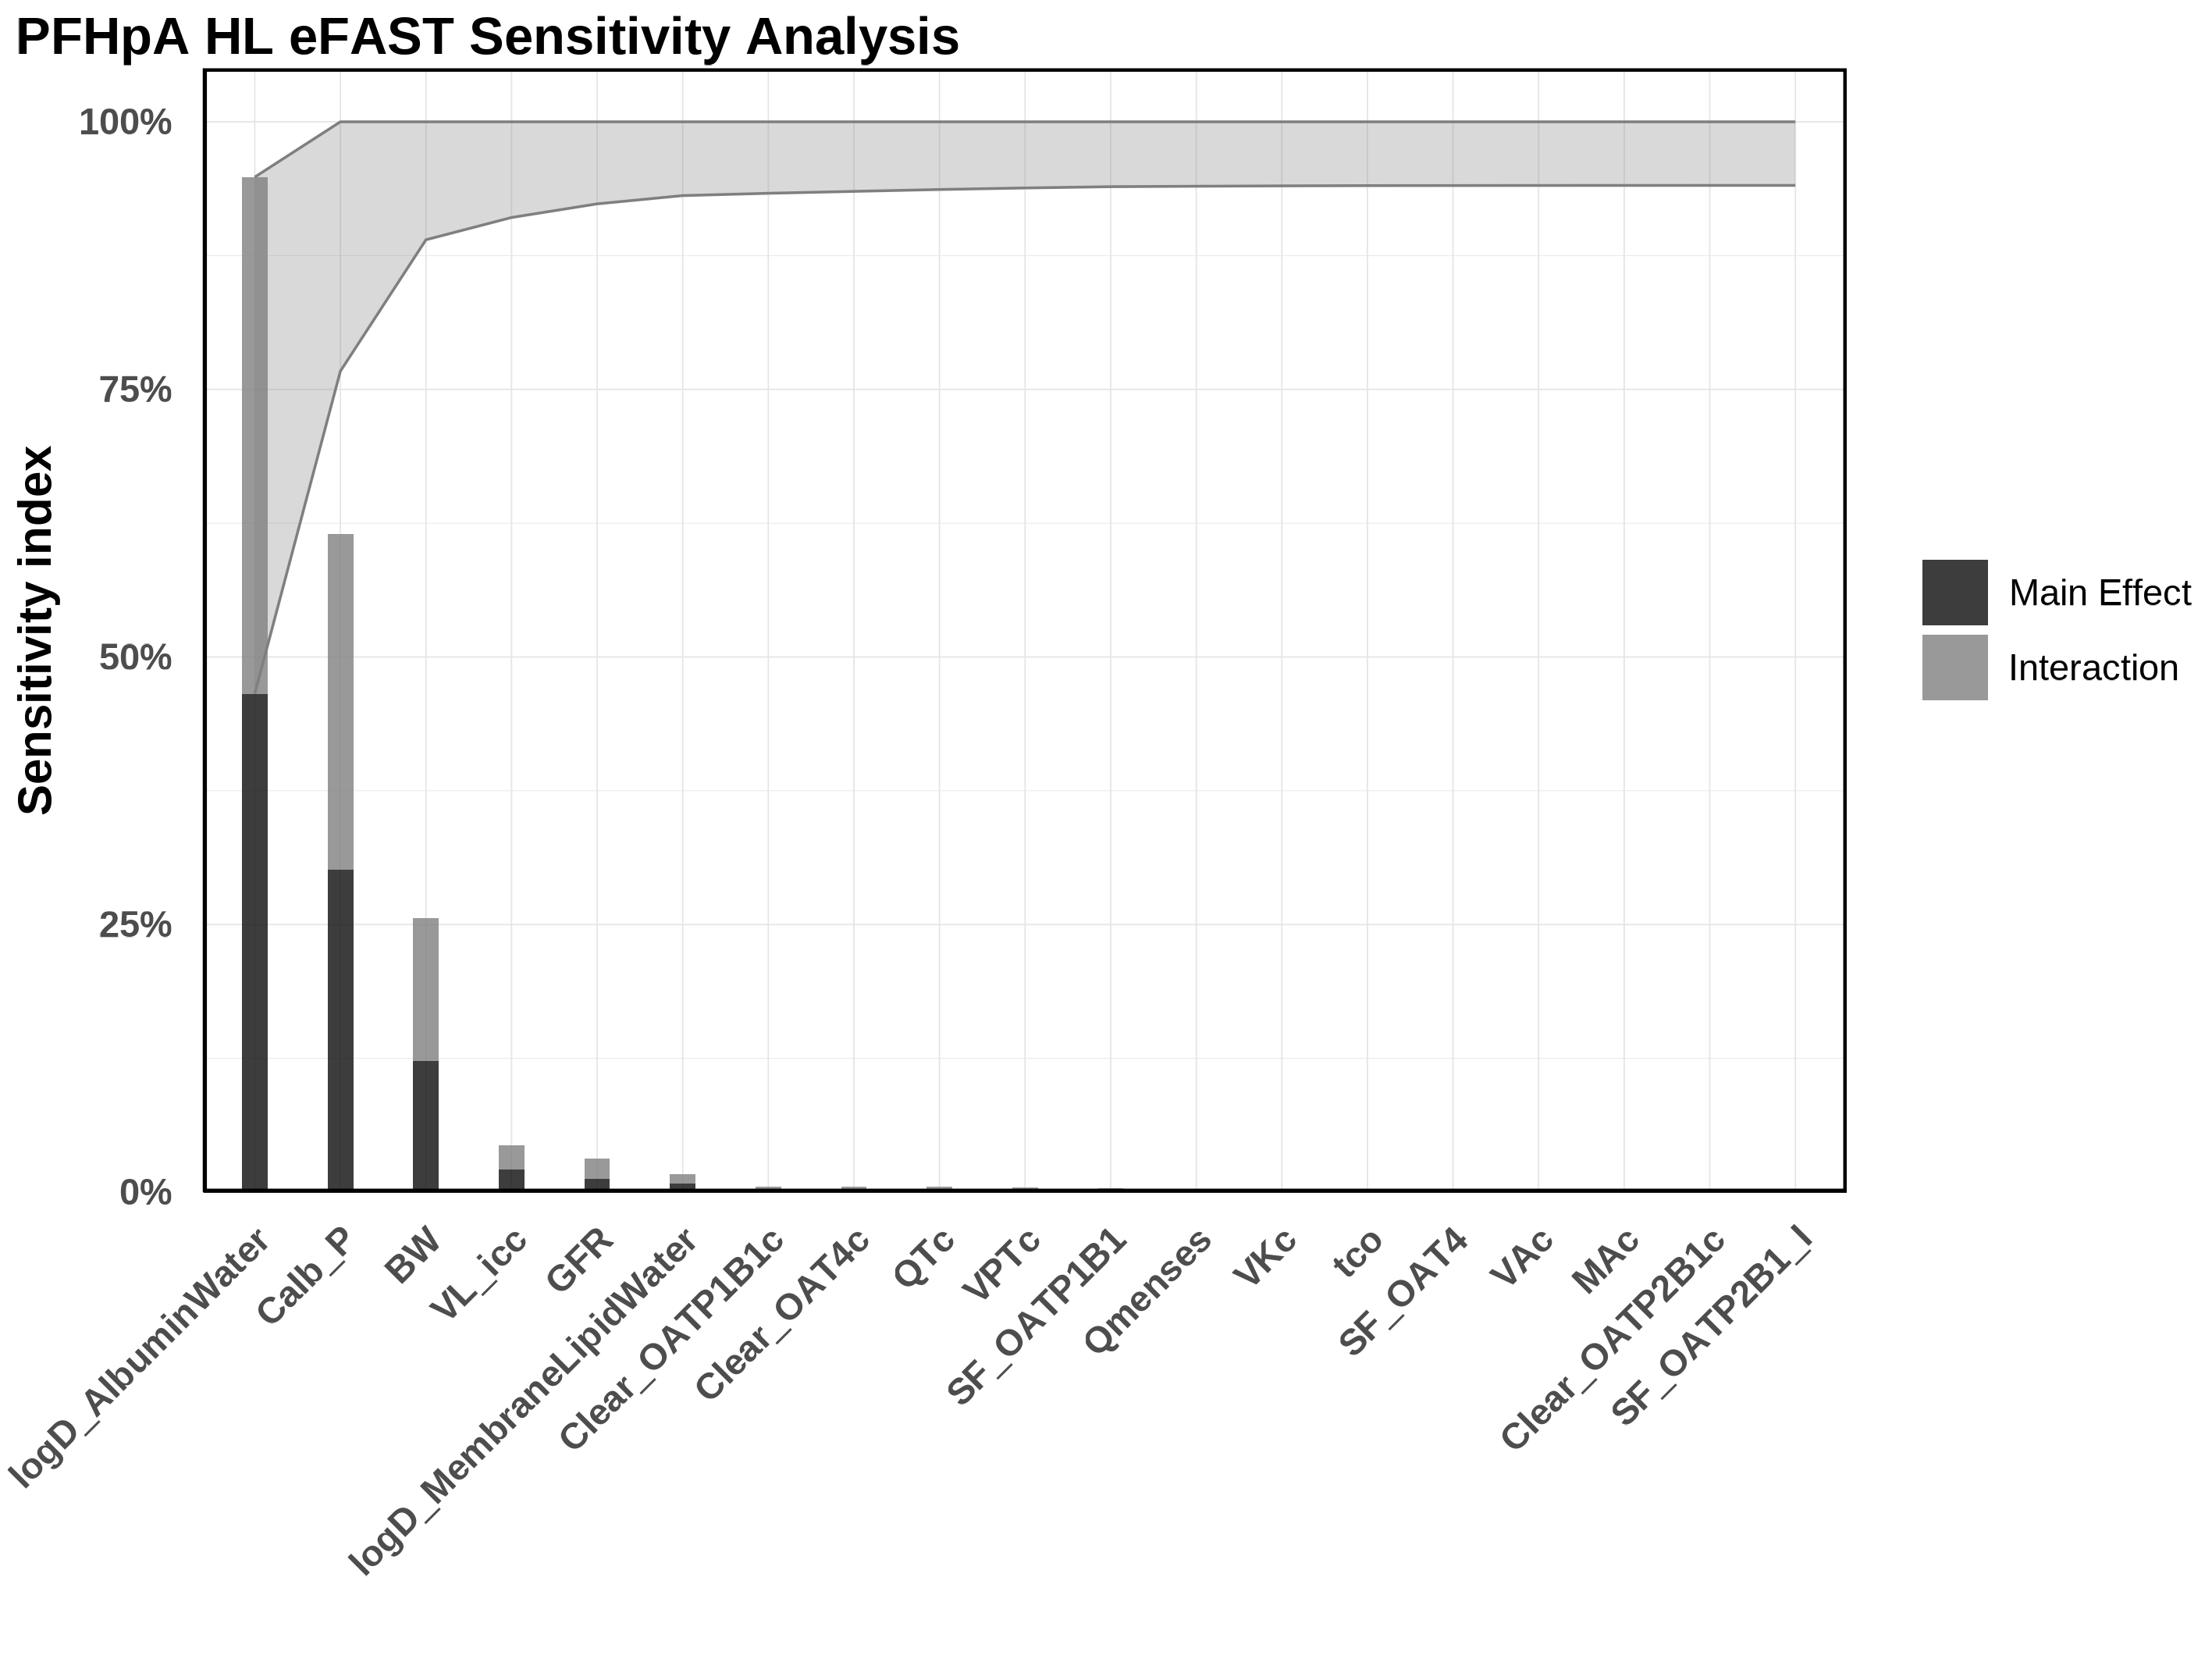 PFHpA HL eFAST Sensitivity Analysis
Sensitivity index
100%
75%
50%
25%
0%
logD_AlbuminWater
Calb_P
BW
VL_icc
GFR
logD_MembraneLipidWater
Clear_OATP1B1c
Clear_OAT4c
QTc
VPTc
SF_OATP1B1
Qmenses
VKc
tco
SF_OAT4
VAc
MAc
Clear_OATP2B1c
SF_OATP2B1_I
Main Effect
Interaction